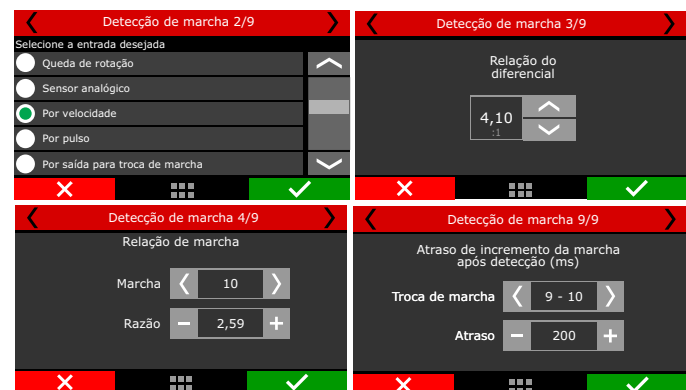 Detecção de marcha 2/9
Selecione a entrada desejada
Queda de rotação
Sensor analógico
Por velocidade
Por pulso
Por saída para troca de marcha
Detecção de marcha 3/9
Relação do
diferencial
4,10
:1
Detecção de marcha 4/9
Relação de marcha
Marcha 10
Razão 2,59
Detecção de marcha 9/9
Atraso de incremento da marcha
após detecção (ms)
Troca de marcha 9 - 10
Atraso 200